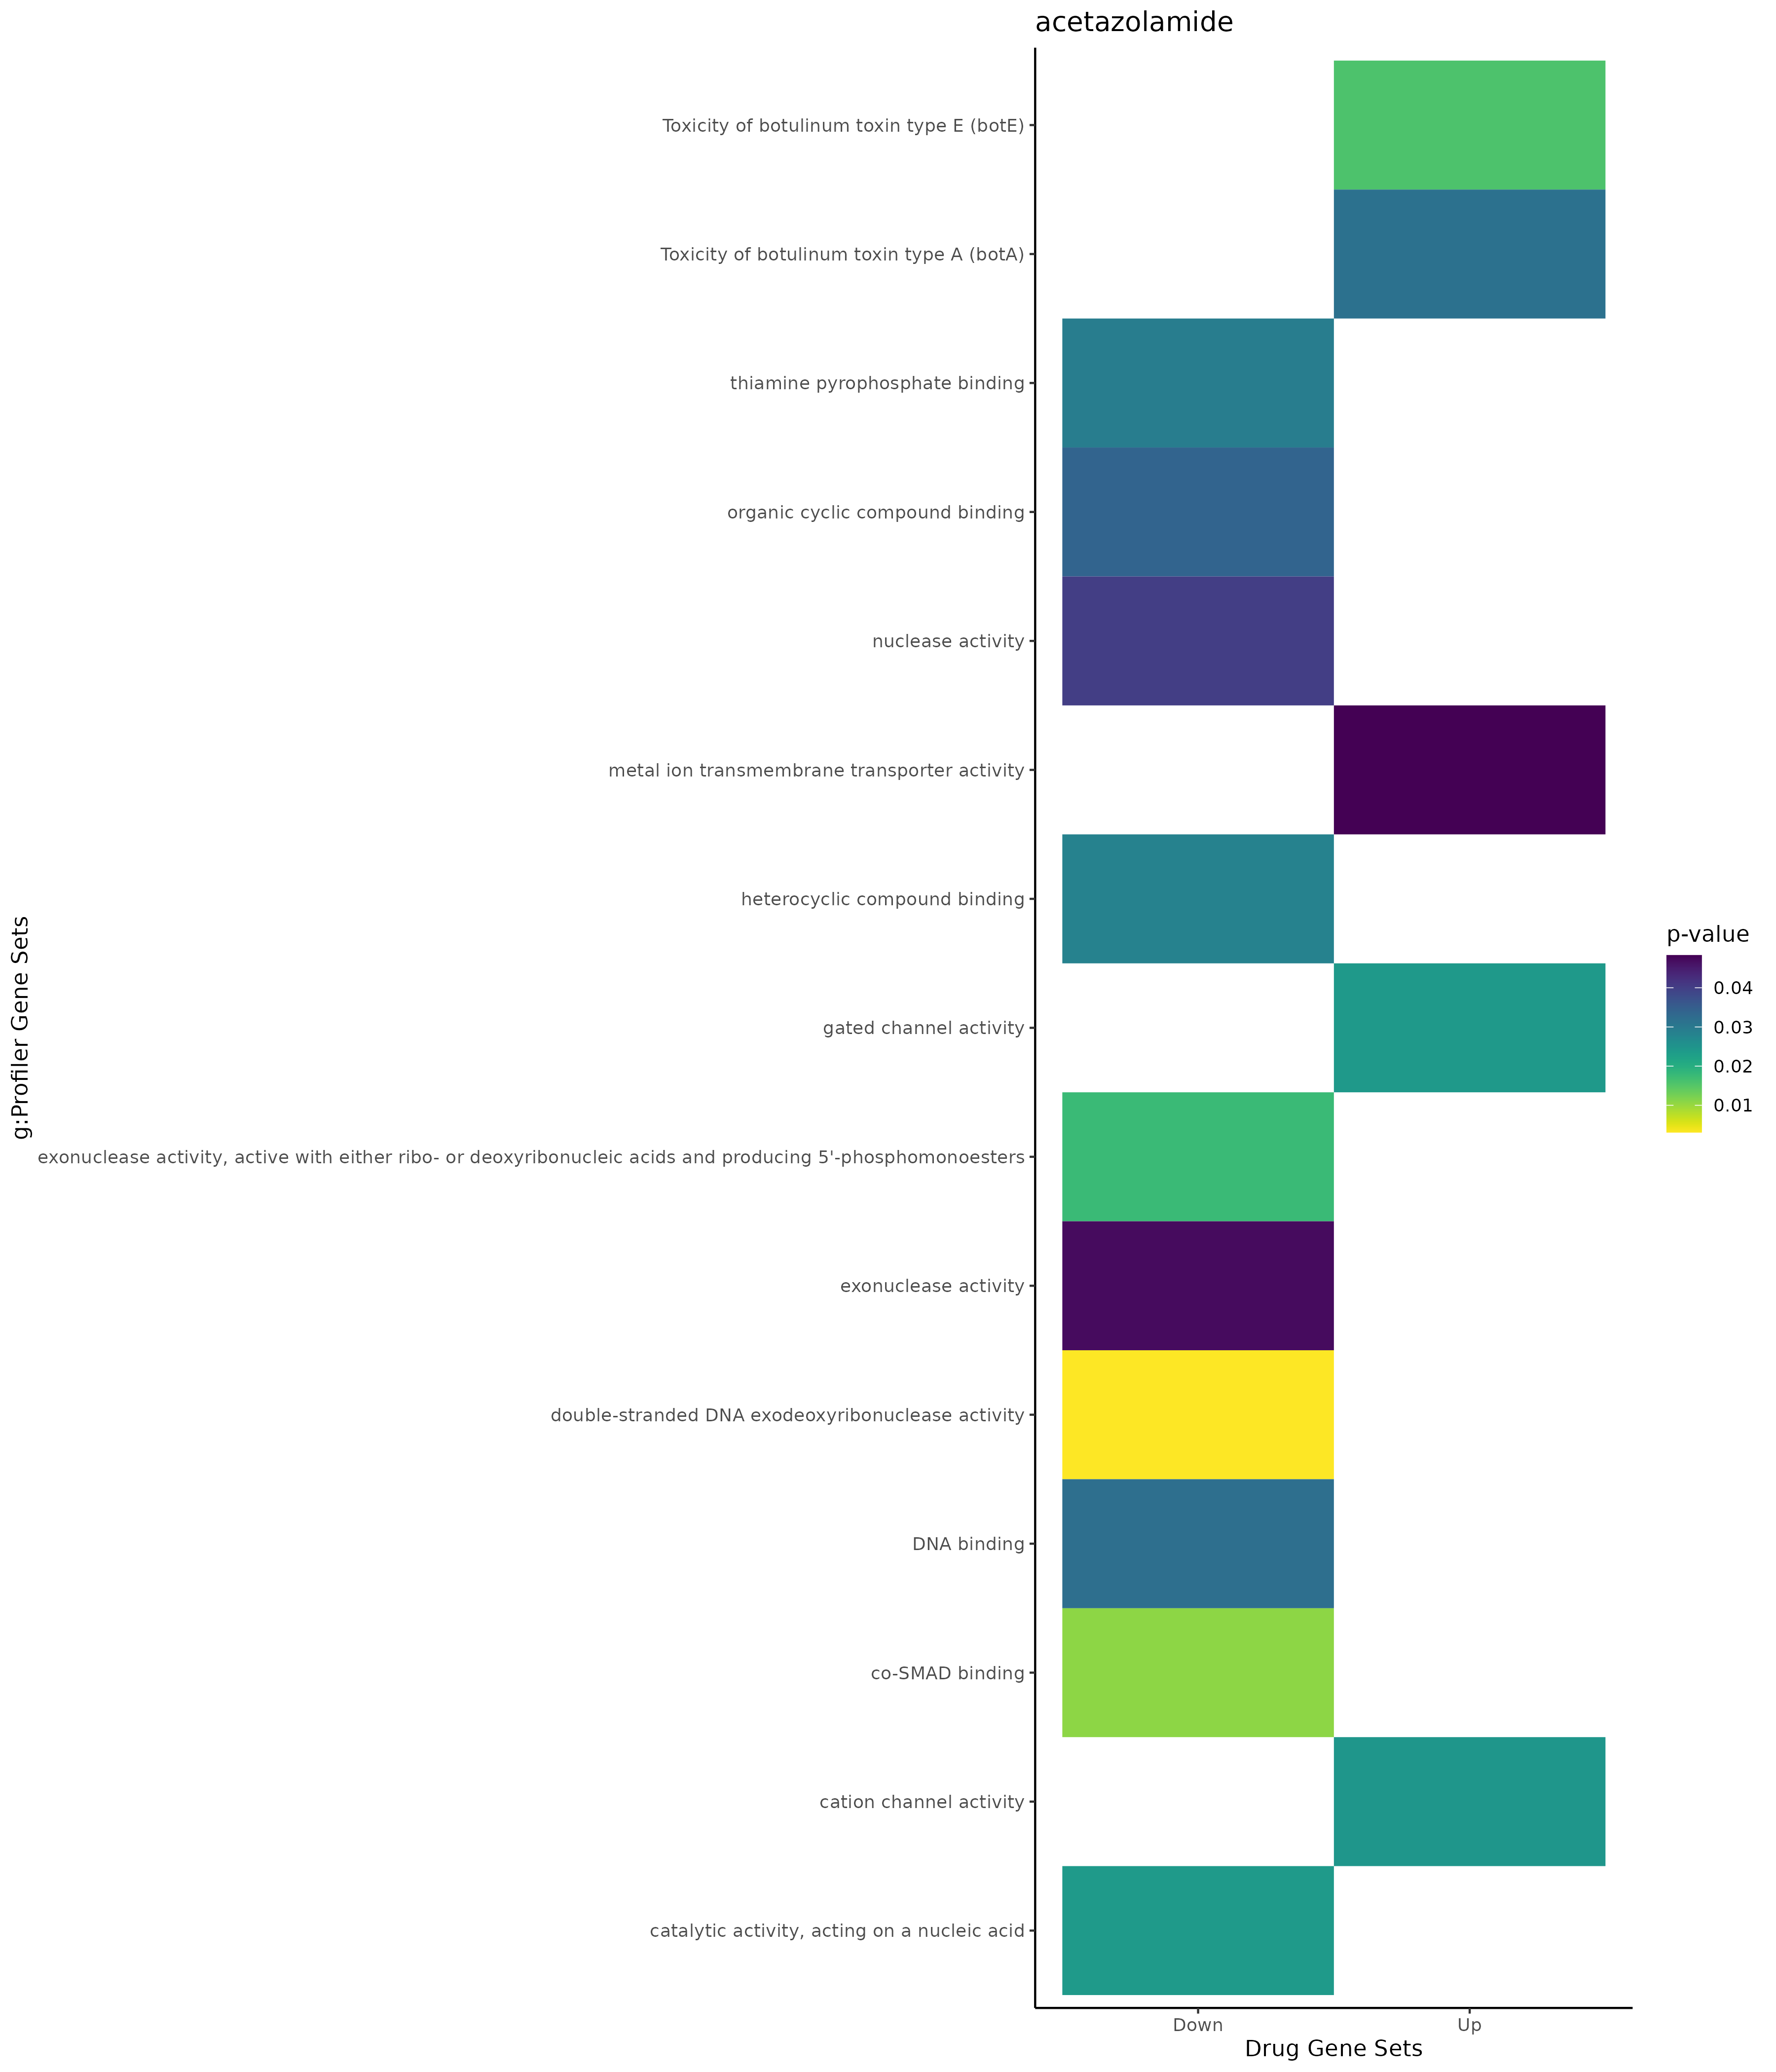 acetazolamide
Toxicity of botulinum toxin type E (botE)
Toxicity of botulinum toxin type A (botA)
thiamine pyrophosphate binding
organic cyclic compound binding
nuclease activity
metal ion transmembrane transporter activity
heterocyclic compound binding
gated channel activity
exonuclease activity, active with either ribo- or deoxyribonucleic acids and producing 5'-phosphomonoesters
exonuclease activity
double-stranded DNA exodeoxyribonuclease activity
DNA binding
co-SMAD binding
cation channel activity
catalytic activity, acting on a nucleic acid
g:Profiler Gene Sets
Down
Up
Drug Gene Sets
p-value
0.04
0.03
0.02
0.01